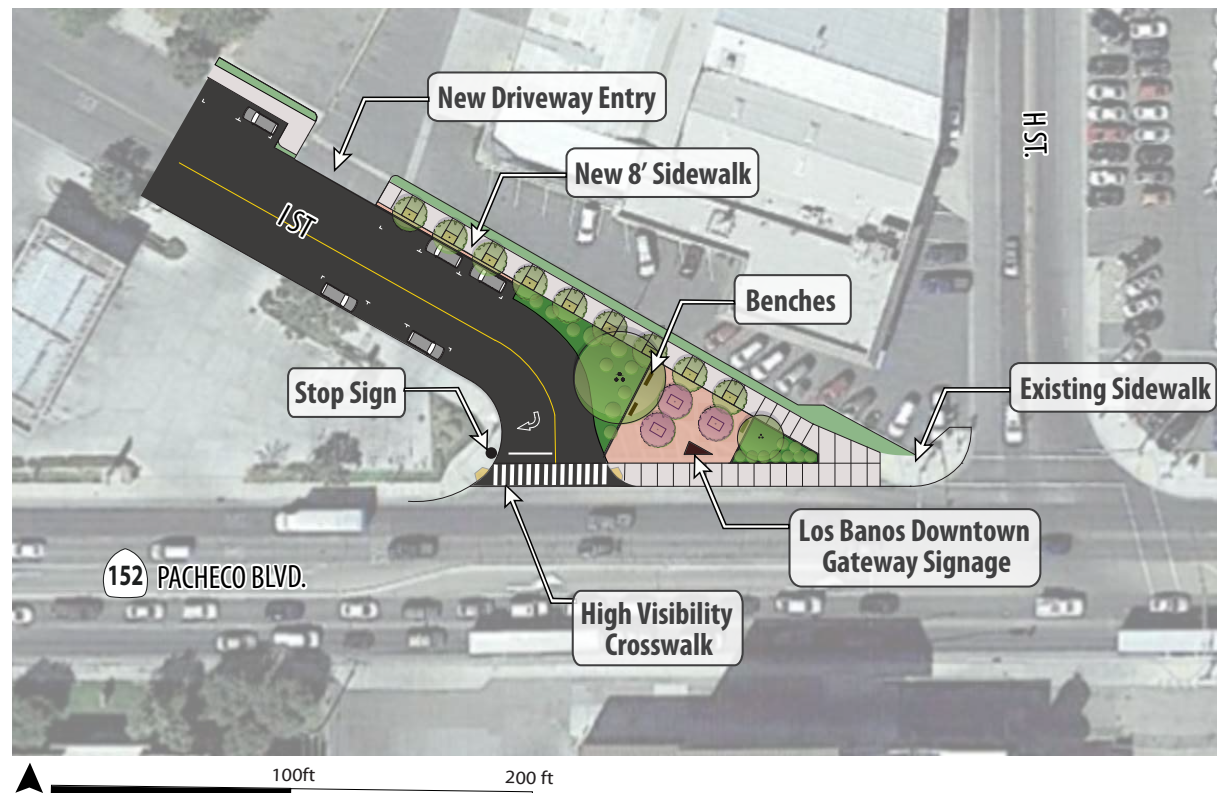 New Driveway Entry
H ST.
New 8’ Sidewalk
I ST
Benches
Stop Sign
Existing Sidewalk
Los Banos Downtown
Gateway Signage
152 PACHECO BLVD.
High Visibility
Crosswalk
100ft
200 ft